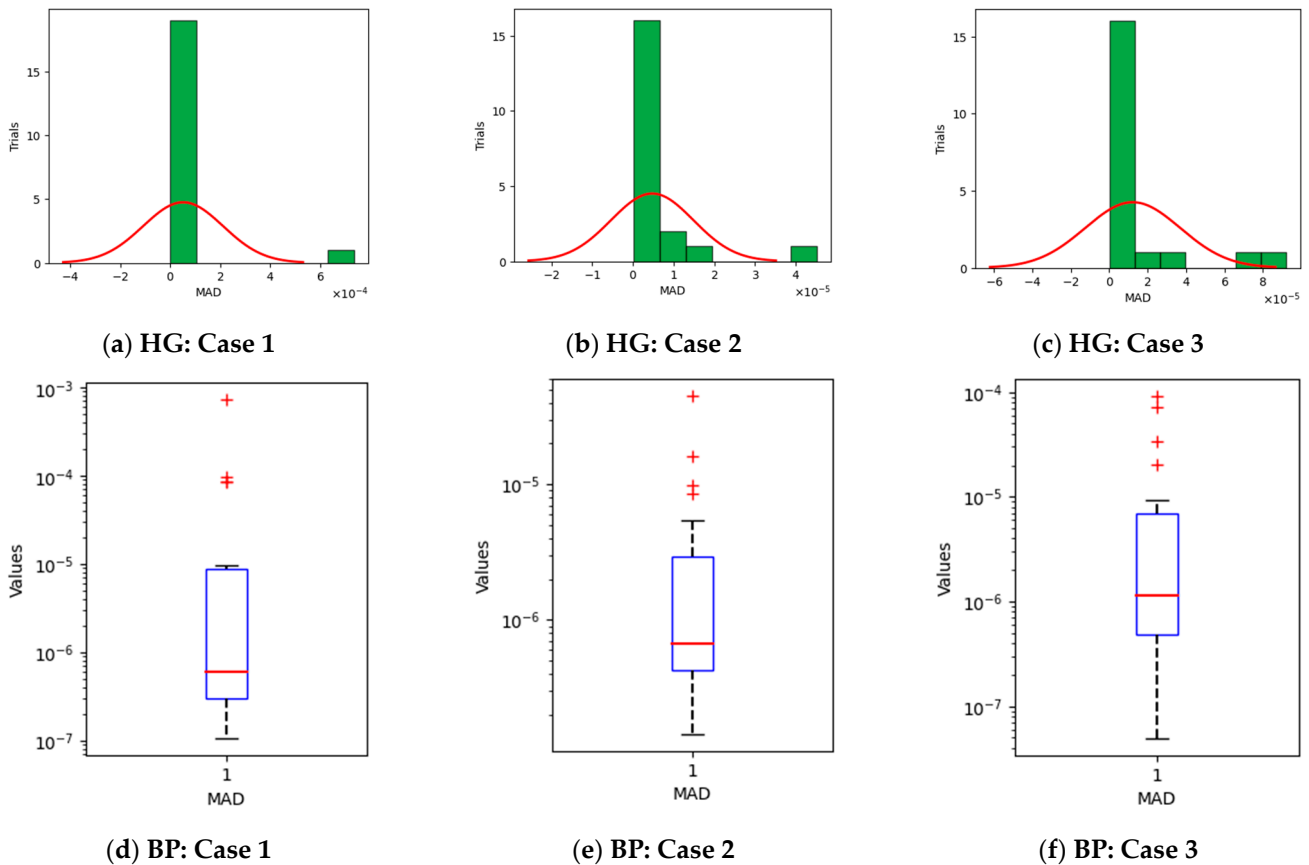 15
10
5
0
Trials
−4 −2 0 2 4 6
MAD
×10⁻⁴
(a) HG: Case 1
15
10
5
0
Trials
−2 −1 0 1 2 3 4
MAD
×10⁻⁵
(b) HG: Case 2
15
10
5
0
Trials
−6 −4 −2 0 2 4 6 8
MAD
×10⁻⁵
(c) HG: Case 3
10⁻³
10⁻⁴
10⁻⁵
10⁻⁶
10⁻⁷
Values
1
MAD
(d) BP: Case 1
10⁻⁵
10⁻⁶
Values
1
MAD
(e) BP: Case 2
10⁻⁴
10⁻⁵
10⁻⁶
10⁻⁷
Values
1
MAD
(f) BP: Case 3